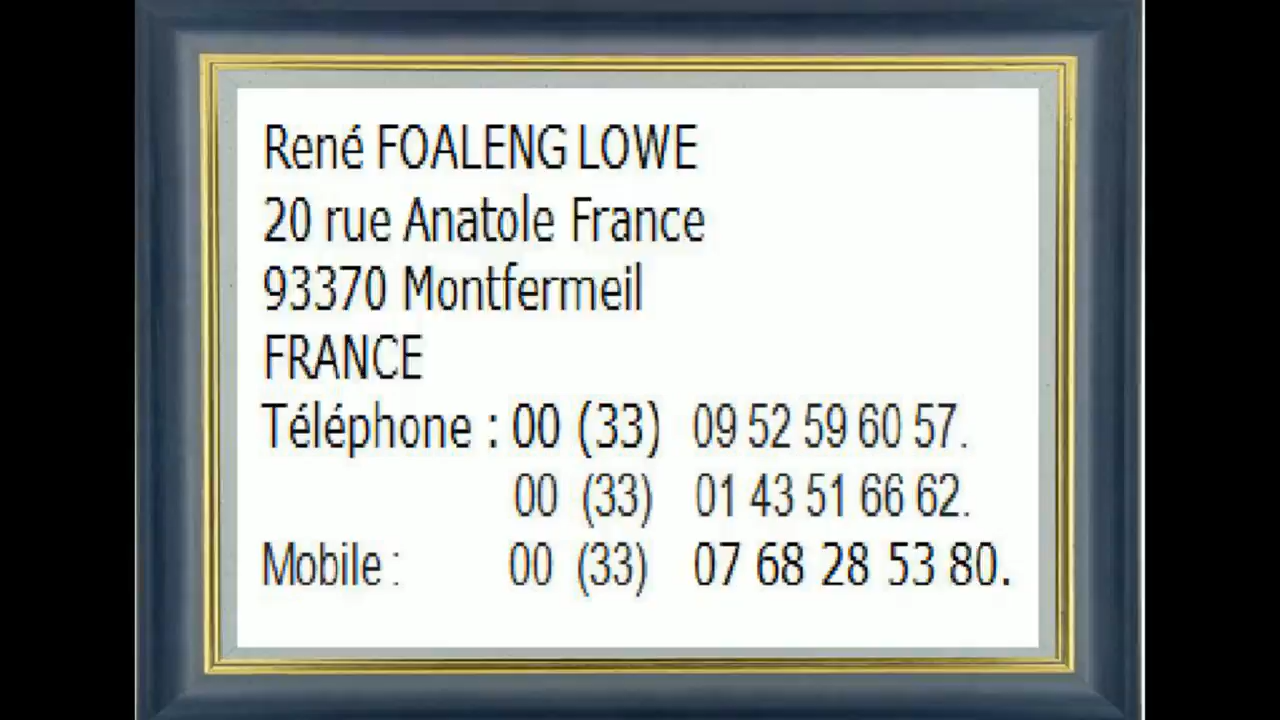 René FOALENG LOWE
20 rue Anatole France
93370 Montfermeil
FRANCE
Téléphone : 00 (33) 09 52 59 60 57.
00 (33) 01 43 51 66 62.
Mobile : 00 (33) 07 68 28 53 80.